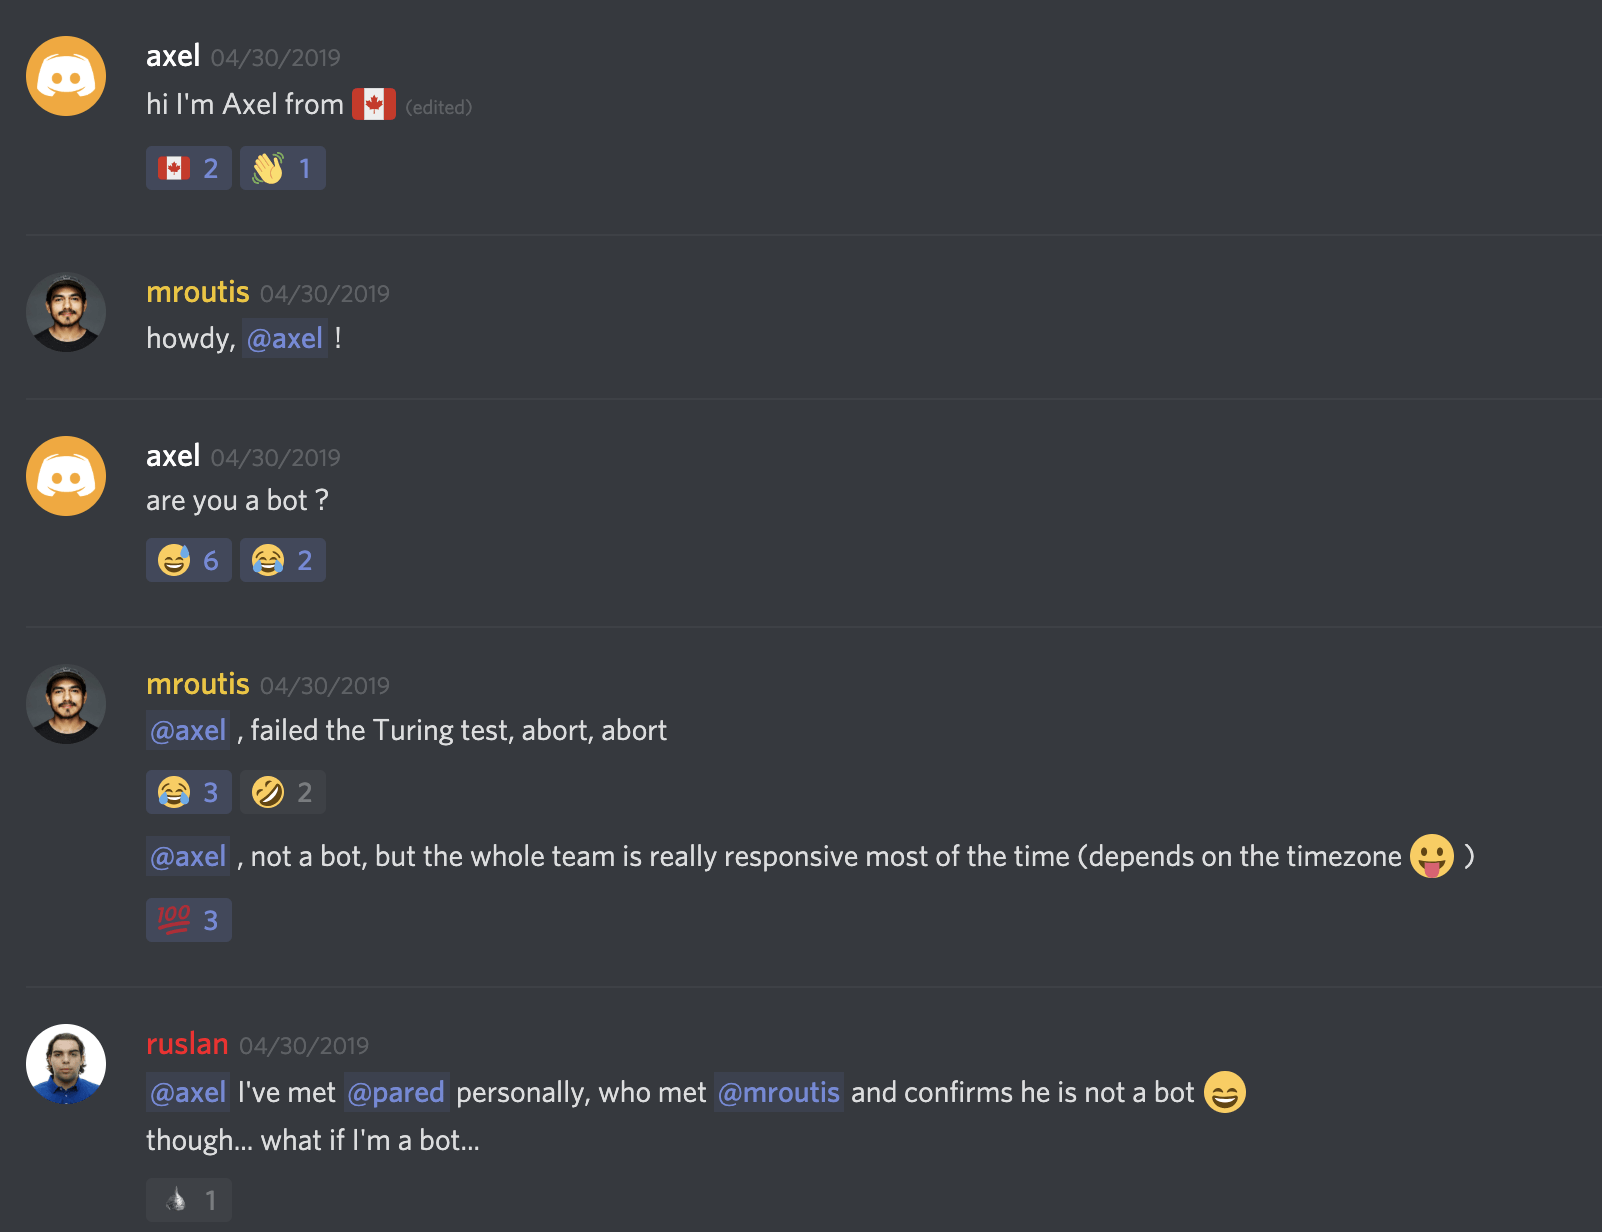 axel 04/30/2019
hi I'm Axel from 🇨🇦 (edited)
🇨🇦 2 👋 1
mroutis 04/30/2019
howdy, @axel !
axel 04/30/2019
are you a bot ?
😅 6 😂 2
mroutis 04/30/2019
@axel , failed the Turing test, abort, abort
😂 3 🤣 2
@axel , not a bot, but the whole team is really responsive most of the time (depends on the timezone 😛 )
💯 3
ruslan 04/30/2019
@axel I've met @pared personally, who met @mroutis and confirms he is not a bot 😄
though... what if I'm a bot...
1